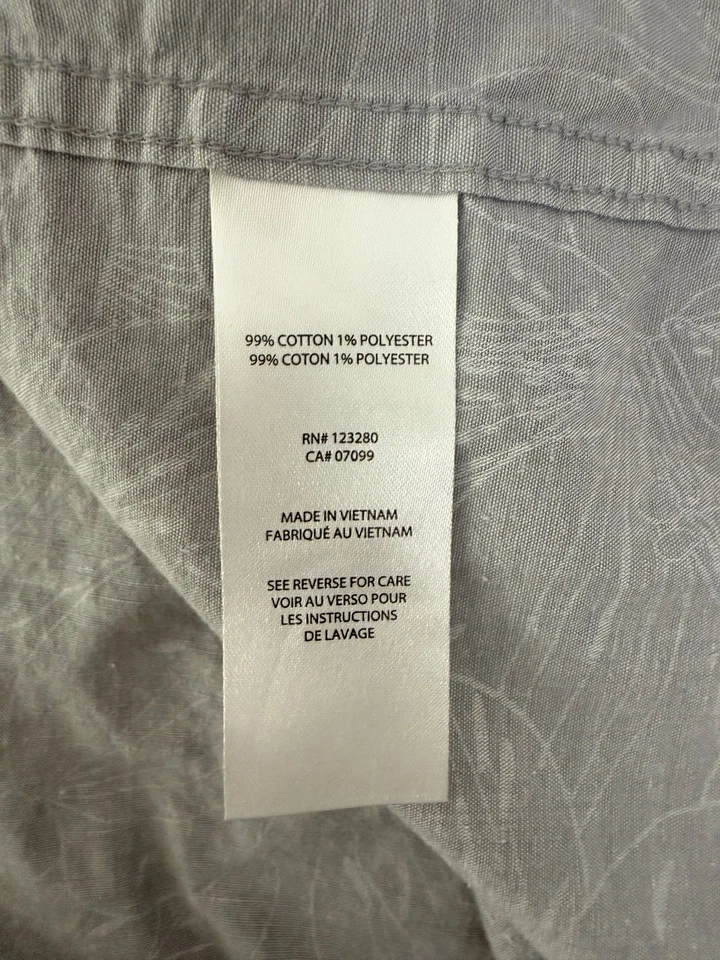 99% COTTON 1% POLYESTER
99% COTON 1% POLYESTER
RN# 123280
CA# 07099
MADE IN VIETNAM
FABRIQUÉ AU VIETNAM
SEE REVERSE FOR CARE
VOIR AU VERSO POUR
LES INSTRUCTIONS
DE LAVAGE